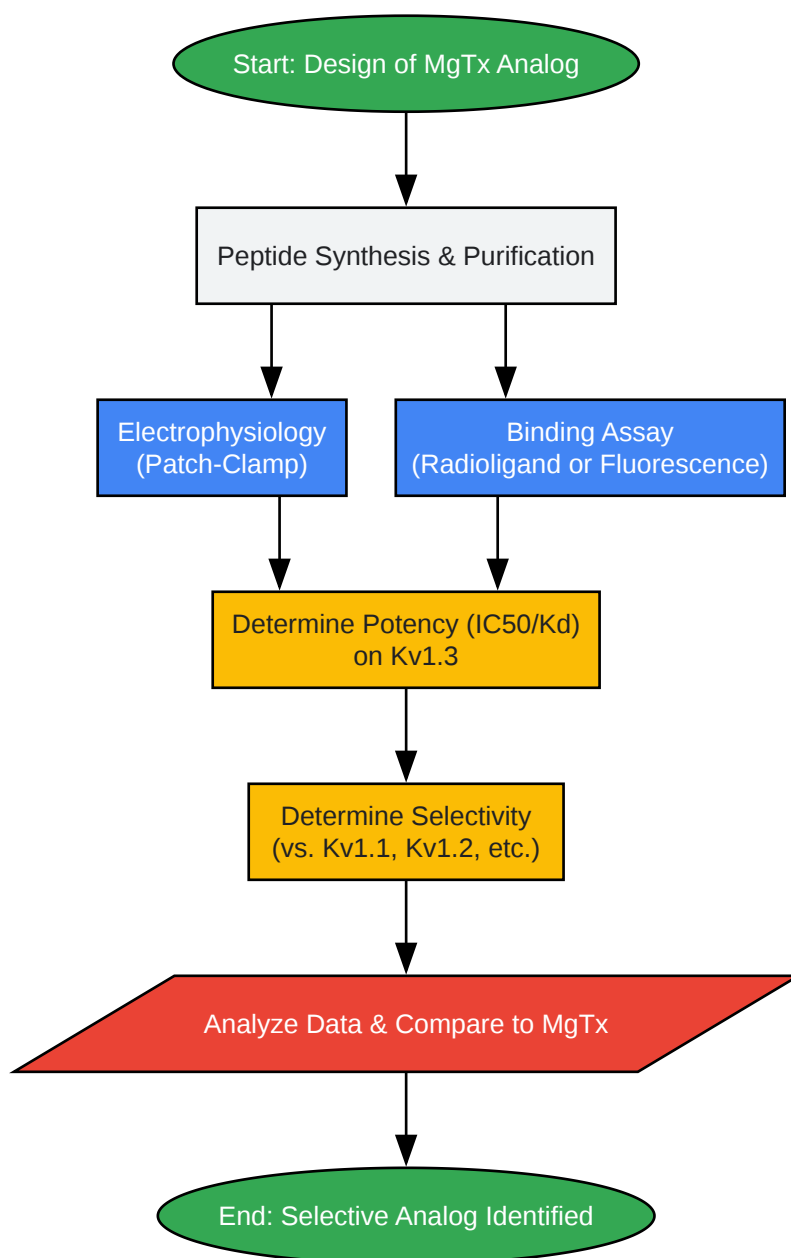 Start: Design of MgTx Analog
Peptide Synthesis & Purification
Electrophysiology
(Patch-Clamp)
Binding Assay
(Radioligand or Fluorescence)
Determine Potency (IC50/Kd)
on Kv1.3
Determine Selectivity
(vs. Kv1.1, Kv1.2, etc.)
Analyze Data & Compare to MgTx
End: Selective Analog Identified